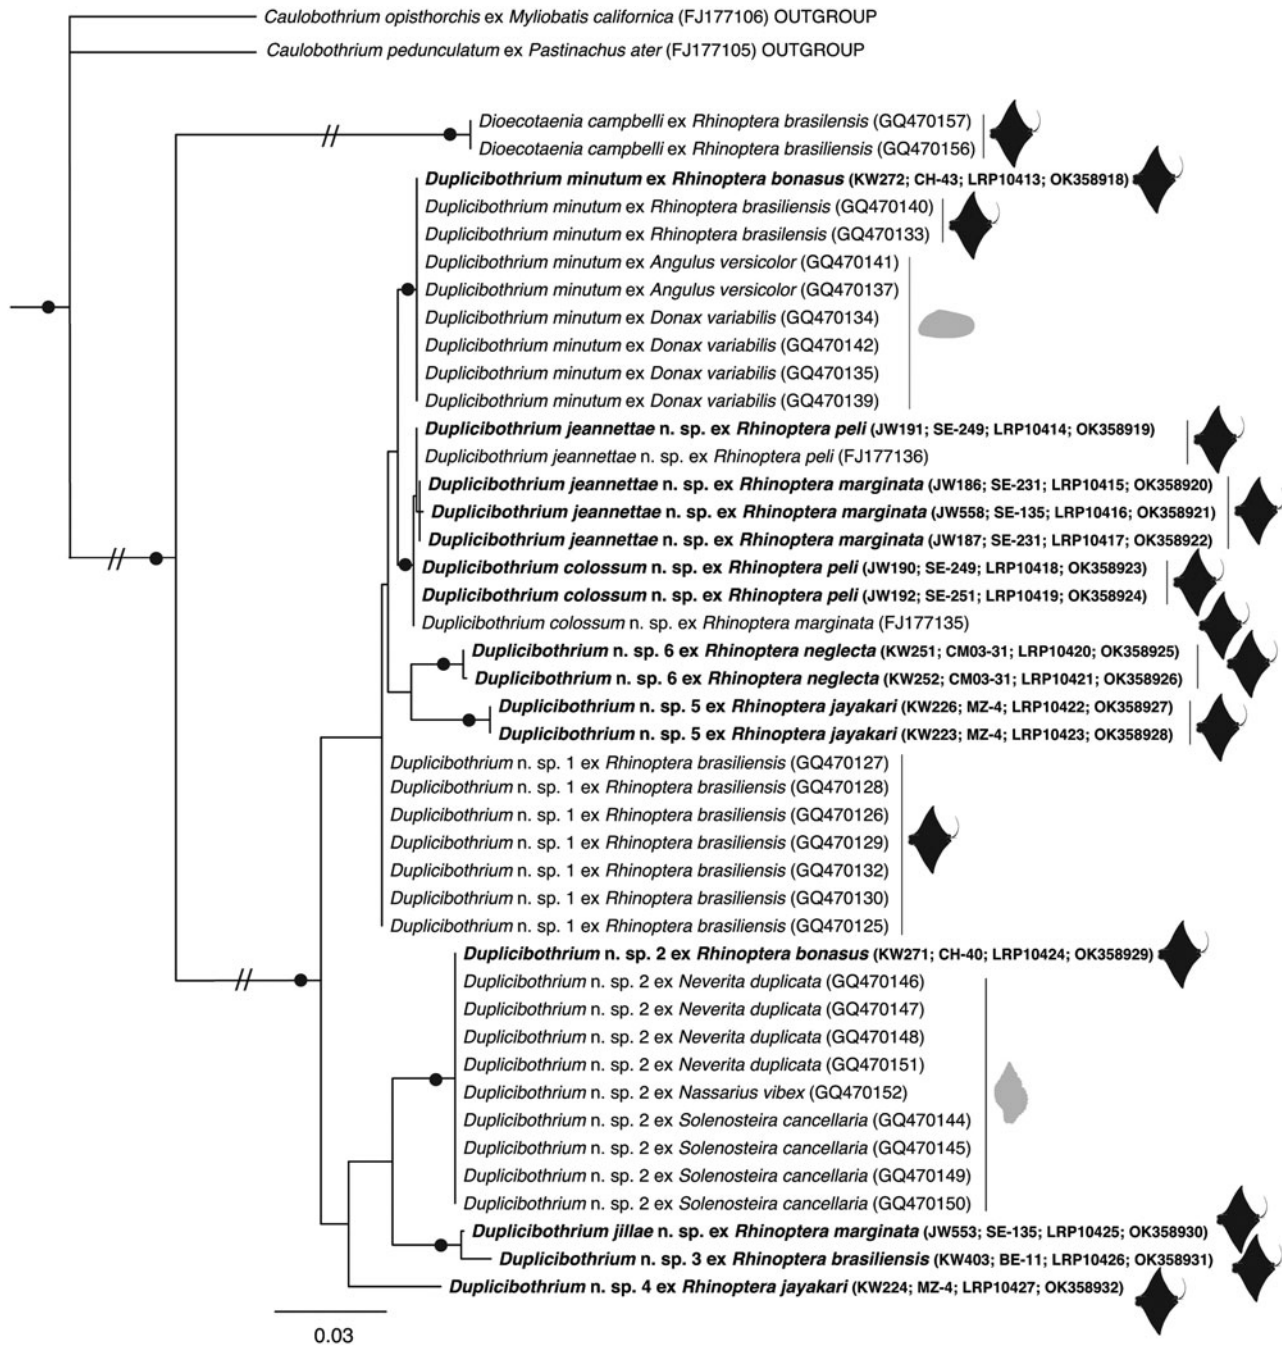 Caulobothrium opisthorchis ex Myliobatis californica (FJ177106) OUTGROUP
Caulobothrium pedunculatum ex Pastinachus ater (FJ177105) OUTGROUP
Dioecotaenia campbelli ex Rhinoptera brasilensis (GQ470157)
Dioecotaenia campbelli ex Rhinoptera brasiliensis (GQ470156)
Duplicibothrium minutum ex Rhinoptera bonasus (KW272; CH-43; LRP10413; OK358918)
Duplicibothrium minutum ex Rhinoptera brasiliensis (GQ470140)
Duplicibothrium minutum ex Rhinoptera brasilensis (GQ470133)
Duplicibothrium minutum ex Angulus versicolor (GQ470141)
Duplicibothrium minutum ex Angulus versicolor (GQ470137)
Duplicibothrium minutum ex Donax variabilis (GQ470134)
Duplicibothrium minutum ex Donax variabilis (GQ470142)
Duplicibothrium minutum ex Donax variabilis (GQ470135)
Duplicibothrium minutum ex Donax variabilis (GQ470139)
Duplicibothrium jeannettae n. sp. ex Rhinoptera peli (JW191; SE-249; LRP10414; OK358919)
Duplicibothrium jeannettae n. sp. ex Rhinoptera peli (FJ177136)
Duplicibothrium jeannettae n. sp. ex Rhinoptera marginata (JW186; SE-231; LRP10415; OK358920)
Duplicibothrium jeannettae n. sp. ex Rhinoptera marginata (JW558; SE-135; LRP10416; OK358921)
Duplicibothrium jeannettae n. sp. ex Rhinoptera marginata (JW187; SE-231; LRP10417; OK358922)
Duplicibothrium colossum n. sp. ex Rhinoptera peli (JW190; SE-249; LRP10418; OK358923)
Duplicibothrium colossum n. sp. ex Rhinoptera peli (JW192; SE-251; LRP10419; OK358924)
Duplicibothrium colossum n. sp. ex Rhinoptera marginata (FJ177135)
Duplicibothrium n. sp. 6 ex Rhinoptera neglecta (KW251; CM03-31; LRP10420; OK358925)
Duplicibothrium n. sp. 6 ex Rhinoptera neglecta (KW252; CM03-31; LRP10421; OK358926)
Duplicibothrium n. sp. 5 ex Rhinoptera jayakari (KW226; MZ-4; LRP10422; OK358927)
Duplicibothrium n. sp. 5 ex Rhinoptera jayakari (KW223; MZ-4; LRP10423; OK358928)
Duplicibothrium n. sp. 1 ex Rhinoptera brasiliensis (GQ470127)
Duplicibothrium n. sp. 1 ex Rhinoptera brasiliensis (GQ470128)
Duplicibothrium n. sp. 1 ex Rhinoptera brasiliensis (GQ470126)
Duplicibothrium n. sp. 1 ex Rhinoptera brasiliensis (GQ470129)
Duplicibothrium n. sp. 1 ex Rhinoptera brasiliensis (GQ470132)
Duplicibothrium n. sp. 1 ex Rhinoptera brasiliensis (GQ470130)
Duplicibothrium n. sp. 1 ex Rhinoptera brasiliensis (GQ470125)
Duplicibothrium n. sp. 2 ex Rhinoptera bonasus (KW271; CH-40; LRP10424; OK358929)
Duplicibothrium n. sp. 2 ex Neverita duplicata (GQ470146)
Duplicibothrium n. sp. 2 ex Neverita duplicata (GQ470147)
Duplicibothrium n. sp. 2 ex Neverita duplicata (GQ470148)
Duplicibothrium n. sp. 2 ex Neverita duplicata (GQ470151)
Duplicibothrium n. sp. 2 ex Nassarius vibex (GQ470152)
Duplicibothrium n. sp. 2 ex Solenosteira cancellaria (GQ470144)
Duplicibothrium n. sp. 2 ex Solenosteira cancellaria (GQ470145)
Duplicibothrium n. sp. 2 ex Solenosteira cancellaria (GQ470149)
Duplicibothrium n. sp. 2 ex Solenosteira cancellaria (GQ470150)
Duplicibothrium jillae n. sp. ex Rhinoptera marginata (JW553; SE-135; LRP10425; OK358930)
Duplicibothrium n. sp. 3 ex Rhinoptera brasiliensis (KW403; BE-11; LRP10426; OK358931)
Duplicibothrium n. sp. 4 ex Rhinoptera jayakari (KW224; MZ-4; LRP10427; OK358932)
0.03